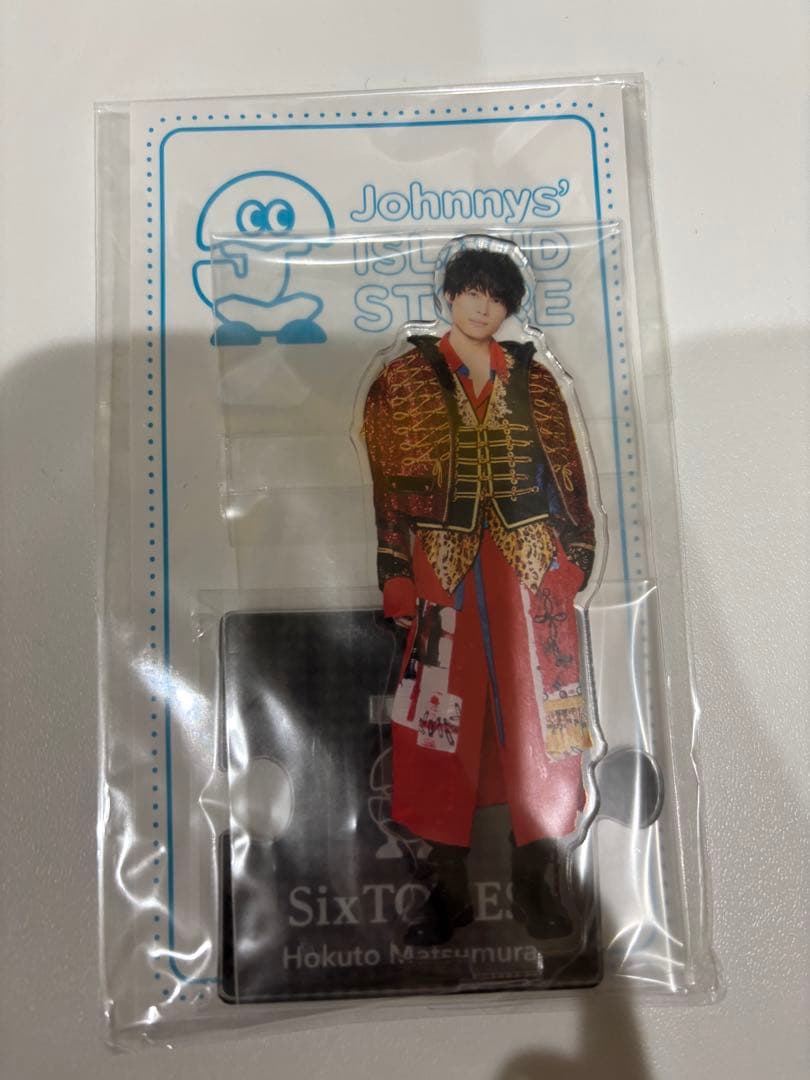 Johnnys'
ISLAND
STORE
SixTONES
Hokuto Matsumura